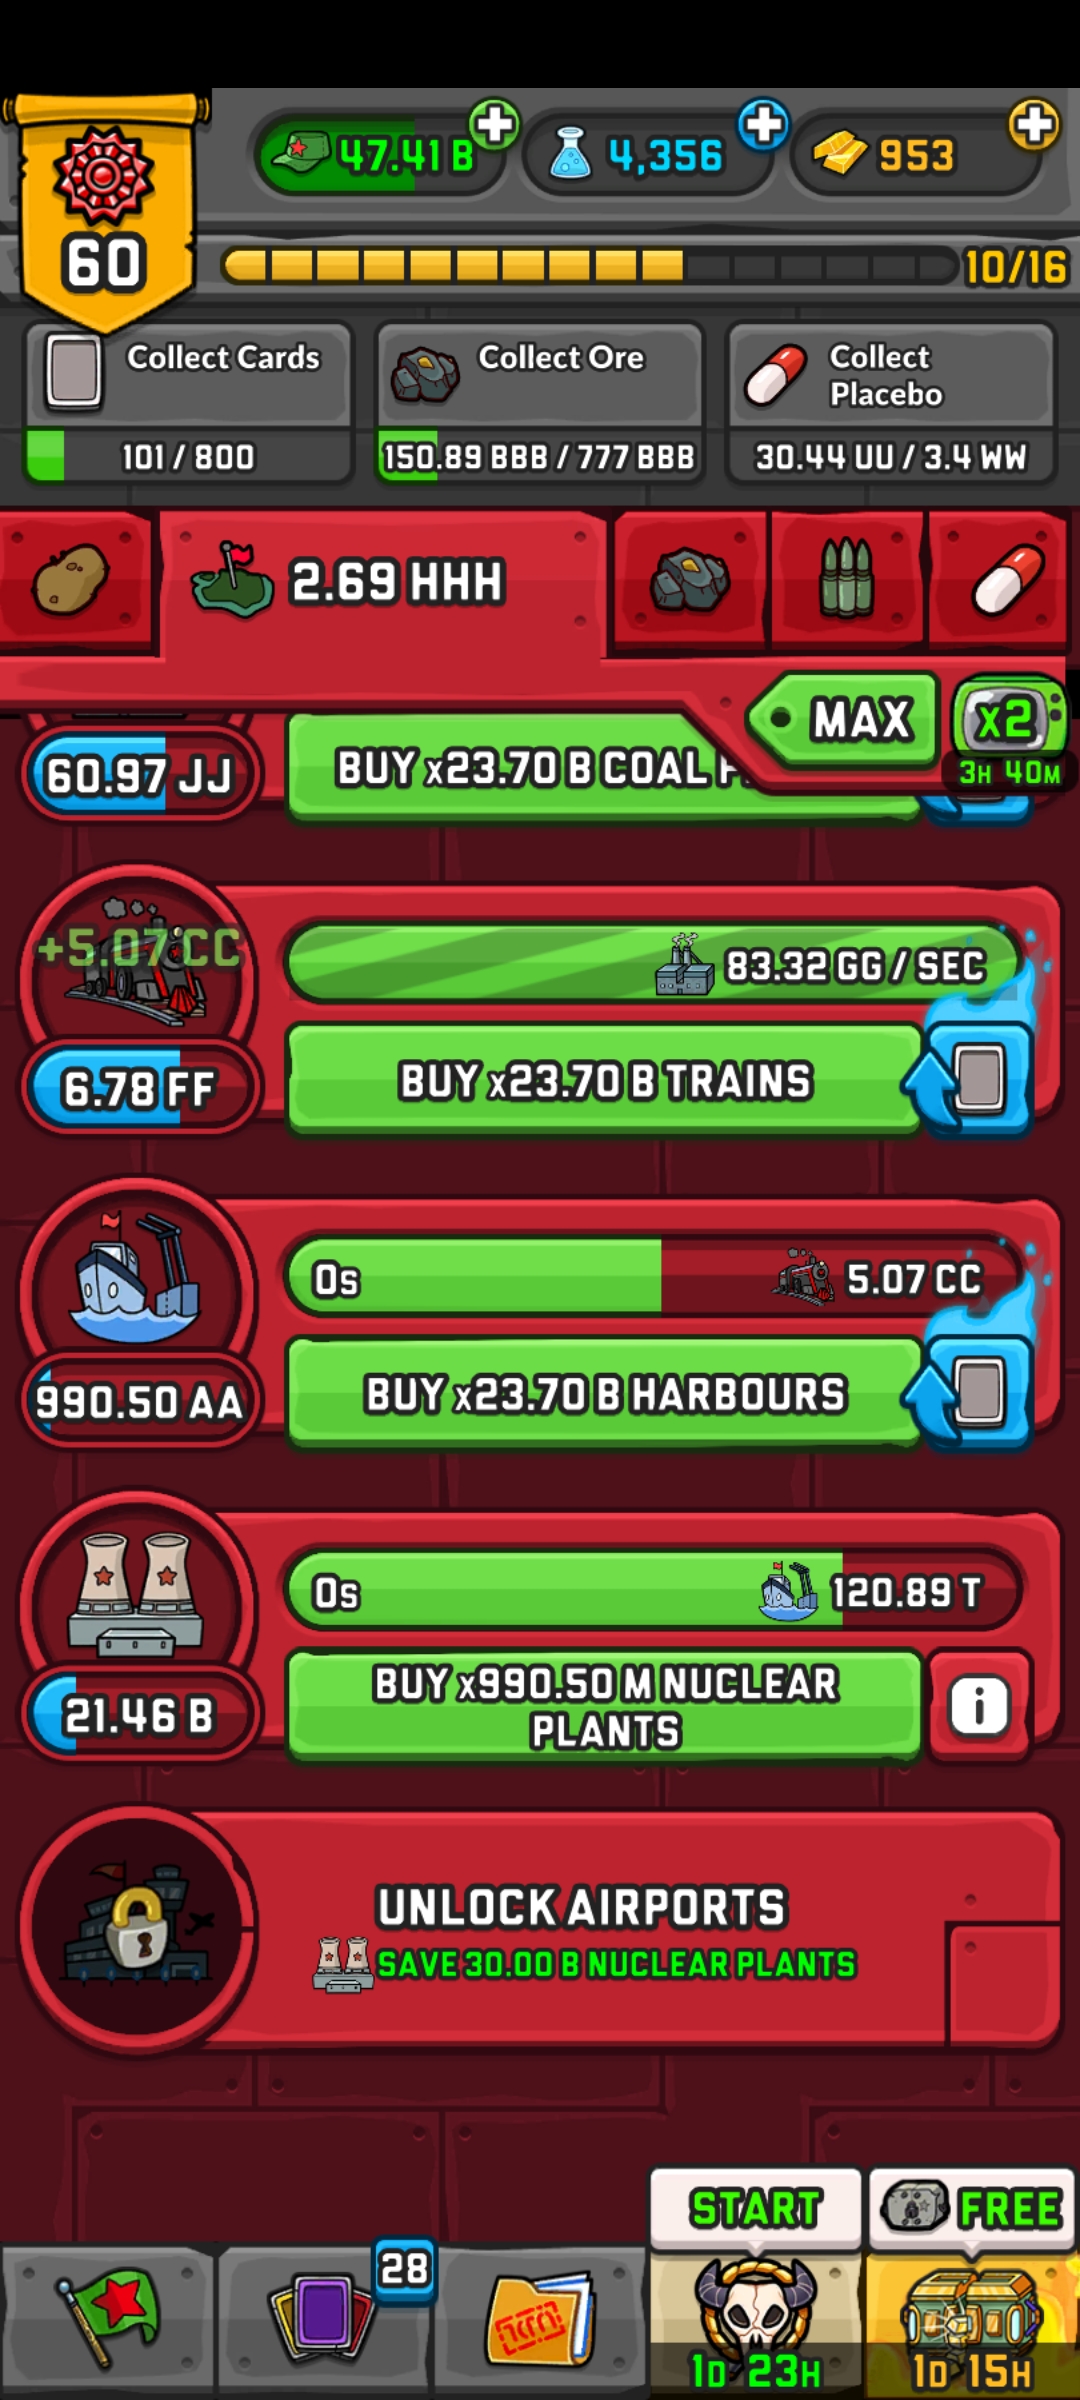 47.41 B
4,356
953
60
10/16
Collect Cards
101 / 800
Collect Ore
150.89 BBB / 777 BBB
Collect
Placebo
30.44 UU / 3.4 WW
2.69 HHH
MAX
x2
3H 40M
60.97 JJ
BUY x23.70 B COAL
+5.07 CC
83.32 GG / SEC
6.78 FF
BUY x23.70 B TRAINS
0s
5.07 CC
990.50 AA
BUY x23.70 B HARBOURS
0s
120.89 T
21.46 B
BUY x990.50 M NUCLEAR
PLANTS
i
UNLOCK AIRPORTS
SAVE 30.00 B NUCLEAR PLANTS
START
FREE
28
1D 23H
1D 15H